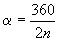 α = 360 / 2n